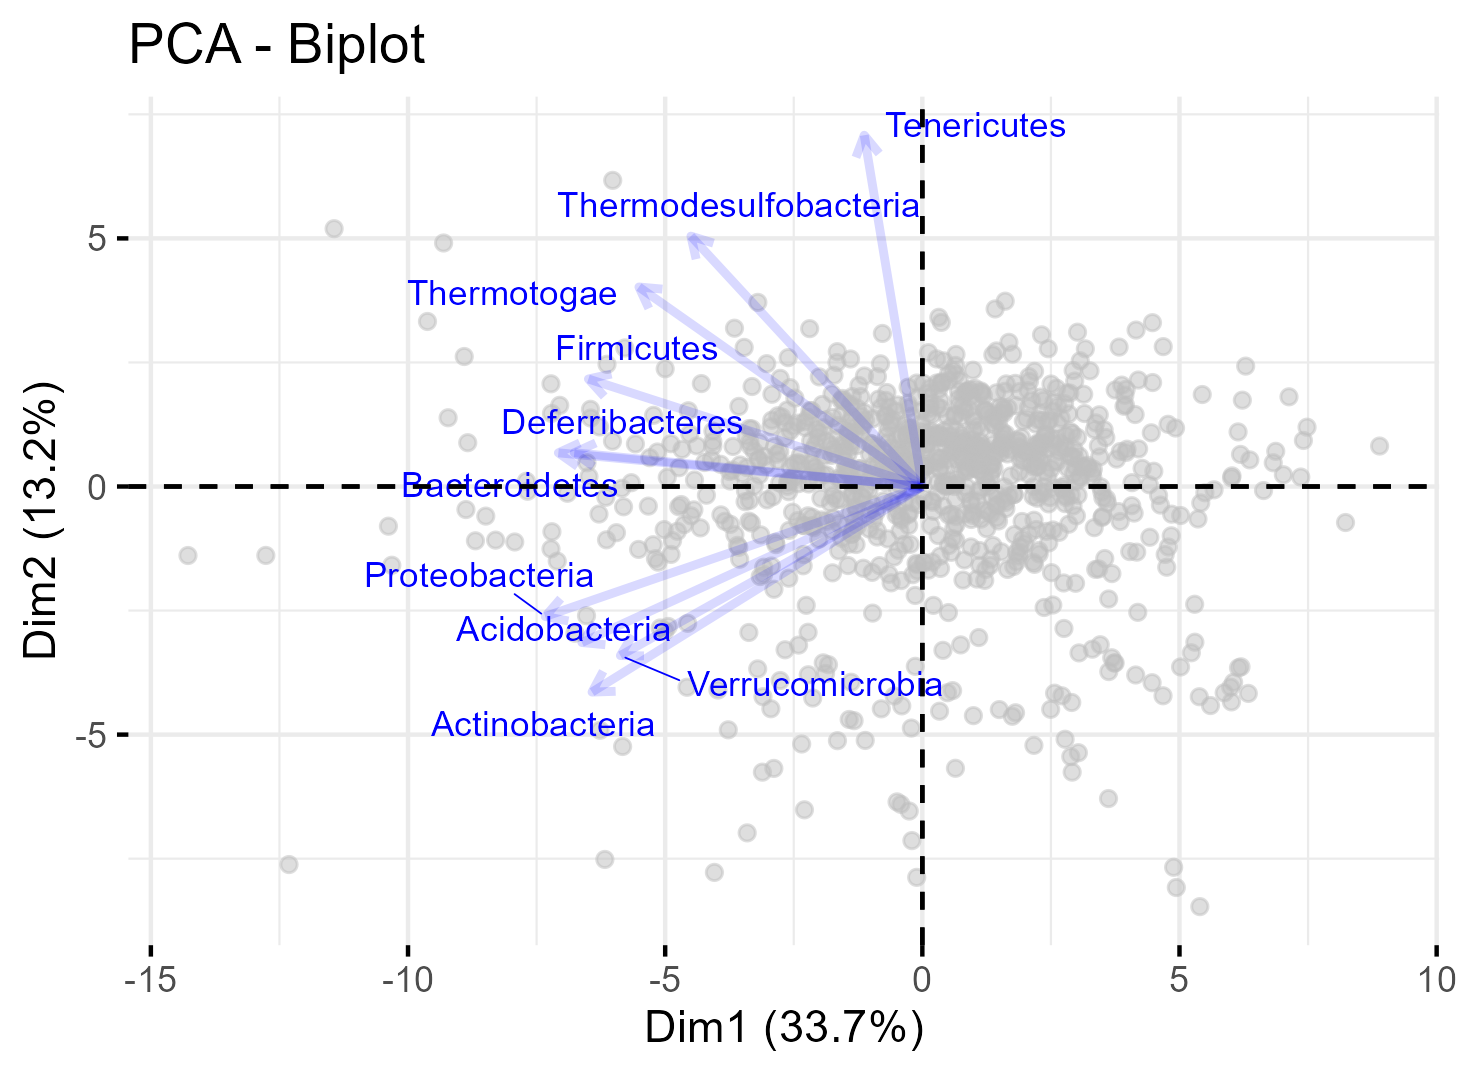 PCA - Biplot
Tenericutes
Thermodesulfobacteria
5
Thermotogae
Firmicutes
Deferribacteres
0
Bacteroidetes
Proteobacteria
Acidobacteria
Verrucomicrobia
Actinobacteria
-5
Dim2 (13.2%)
-15
-10
-5
0
5
10
Dim1 (33.7%)